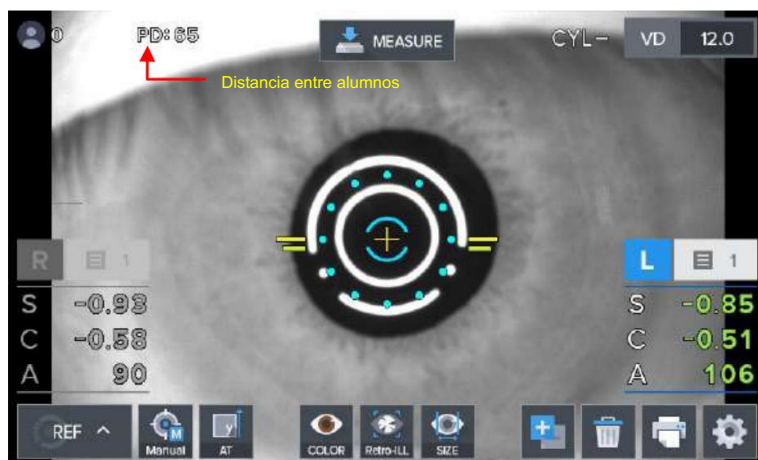 0
PD: 65
MEASURE
CYL-
VD 12.0
Distancia entre alumnos
R 1
L 1
S -0.93
C -0.58
A 90
S -0.85
C -0.51
A 106
REF
Manual
AT
COLOR
Retro-ILL
SIZE